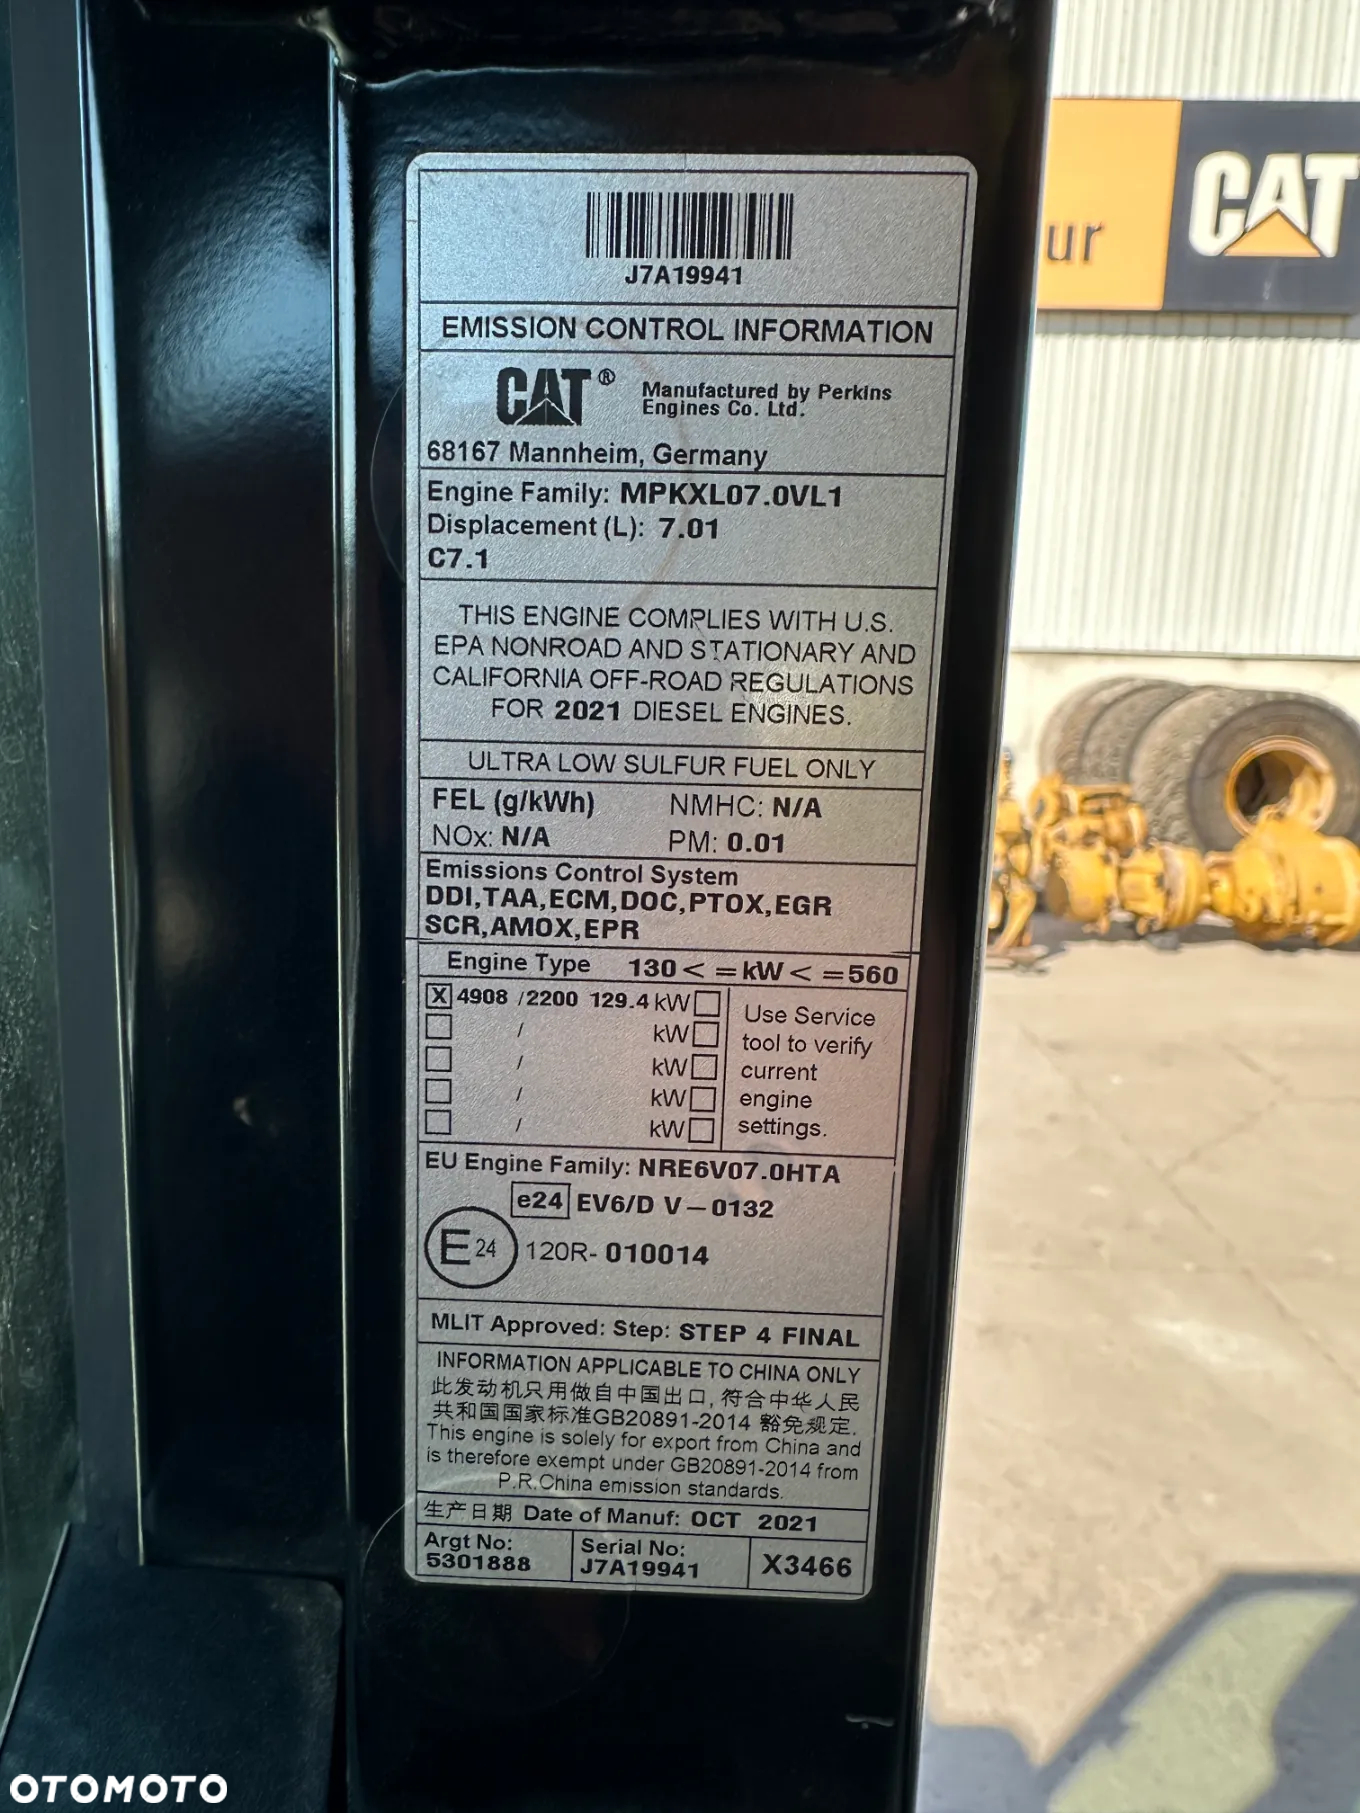 ur
CAT
J7A19941
EMISSION CONTROL INFORMATION
CAT®
Manufactured by Perkins
Engines Co. Ltd.
68167 Mannheim, Germany
Engine Family: MPKXL07.0VL1
Displacement (L): 7.01
C7.1
THIS ENGINE COMPLIES WITH U.S.
EPA NONROAD AND STATIONARY AND
CALIFORNIA OFF-ROAD REGULATIONS
FOR 2021 DIESEL ENGINES.
ULTRA LOW SULFUR FUEL ONLY
FEL (g/kWh) NMHC: N/A
NOx: N/A PM: 0.01
Emissions Control System
DDI,TAA,ECM,DOC,PTOX,EGR
SCR,AMOX,EPR
Engine Type 130 < =kW < =560
X 4908 /2200 129.4 kW
/ kW
/ kW
/ kW
/ kW
Use Service
tool to verify
current
engine
settings.
EU Engine Family: NRE6V07.0HTA
e24 EV6/D V-0132
E24 120R- 010014
MLIT Approved: Step: STEP 4 FINAL
INFORMATION APPLICABLE TO CHINA ONLY
此发动机只用做自中国出口,符合中华人民
共和国国家标准GB20891-2014 豁免规定.
This engine is solely for export from China and
is therefore exempt under GB20891-2014 from
P.R.China emission standards.
生产日期 Date of Manuf: OCT 2021
Argt No:
5301888
Serial No:
J7A19941
X3466
OTOMOTO